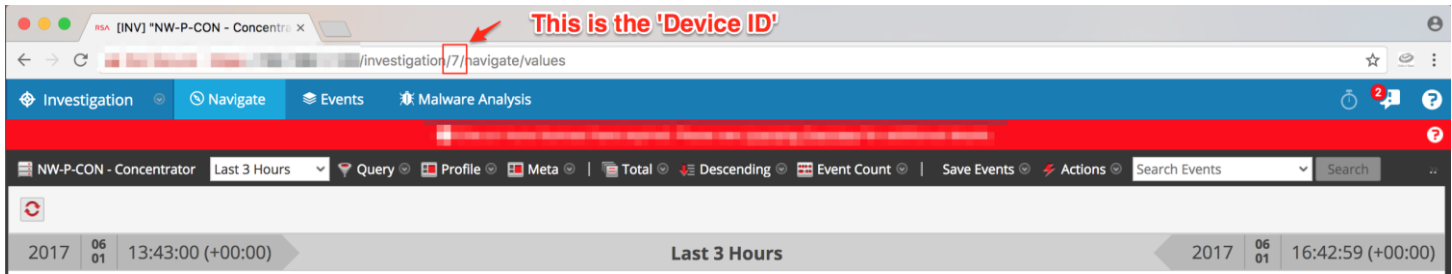 RSA [INV] "NW-P-CON - Concentra
This is the 'Device ID'
/investigation/7/navigate/values
Investigation Navigate Events Malware Analysis 2 ?
?
NW-P-CON - Concentrator Last 3 Hours Query Profile Meta | Total Descending Event Count | Save Events Actions Search Events Search
2017 06 01 13:43:00 (+00:00) Last 3 Hours 2017 06 01 16:42:59 (+00:00)